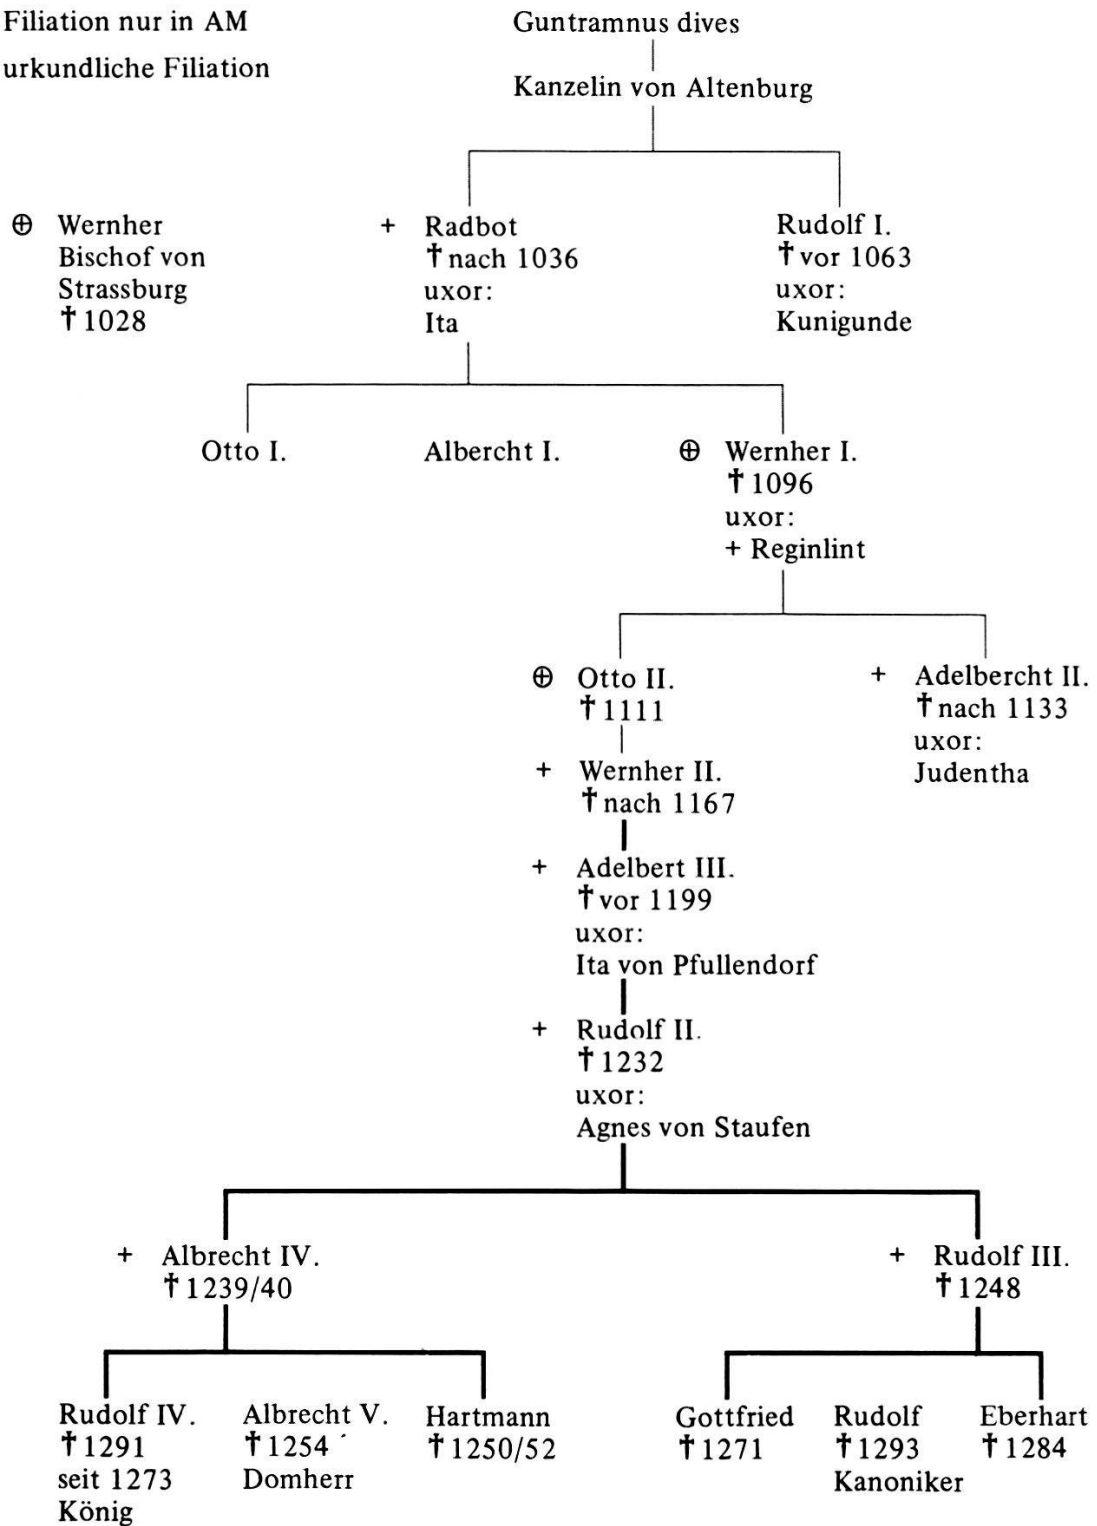 Filiation nur in AM
urkundliche Filiation
Guntramnus dives
Kanzelin von Altenburg
⊕ Wernher
Bischof von
Strassburg
† 1028
+ Radbot
† nach 1036
uxor:
Ita
Rudolf I.
† vor 1063
uxor:
Kunigunde
Otto I.
Albercht I.
⊕ Wernher I.
† 1096
uxor:
+ Reginlint
⊕ Otto II.
† 1111
+ Adelbercht II.
† nach 1133
uxor:
Judentha
+ Wernher II.
† nach 1167
+ Adelbert III.
† vor 1199
uxor:
Ita von Pfullendorf
+ Rudolf II.
† 1232
uxor:
Agnes von Staufen
+ Albrecht IV.
† 1239/40
+ Rudolf III.
† 1248
Rudolf IV.
† 1291
seit 1273
König
Albrecht V.
† 1254
Domherr
Hartmann
† 1250/52
Gottfried
† 1271
Rudolf
† 1293
Kanoniker
Eberhart
† 1284